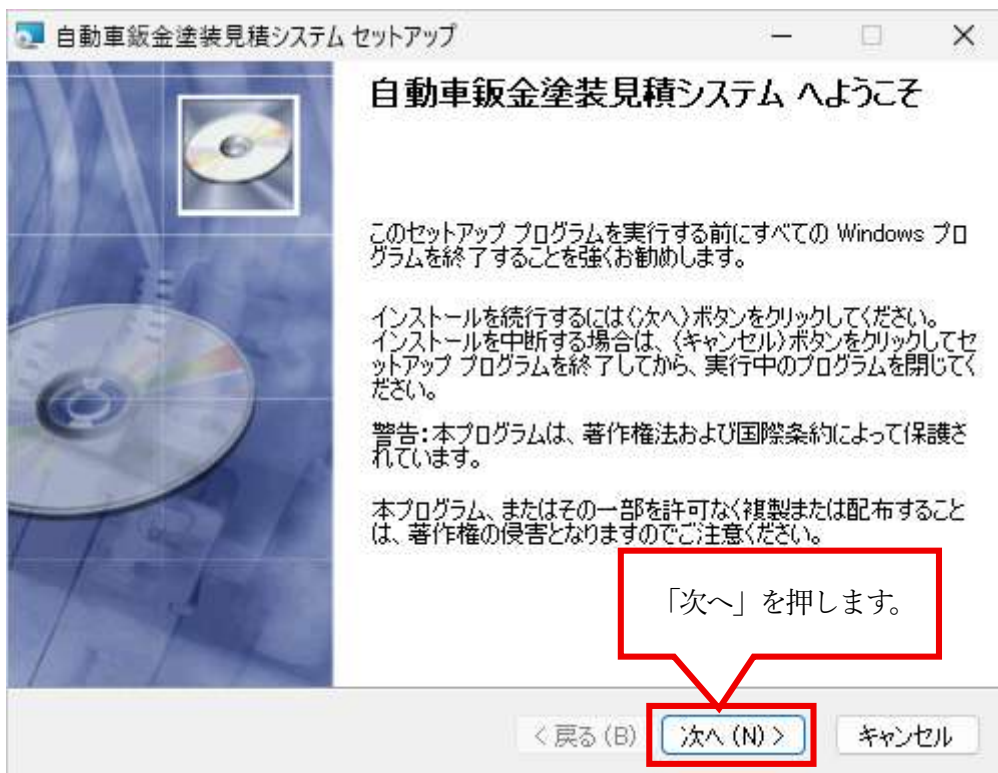 自動車鈑金塗装見積システム セットアップ
自動車鈑金塗装見積システム へようこそ
このセットアップ プログラムを実行する前にすべての Windows プロ
グラムを終了することを強くお勧めします。
インストールを続行するには〈次へ〉ボタンをクリックしてください。
インストールを中断する場合は、〈キャンセル〉ボタンをクリックしてセ
ットアップ プログラムを終了してから、実行中のプログラムを閉じてく
ださい。
警告:本プログラムは、著作権法および国際条約によって保護さ
れています。
本プログラム、またはその一部を許可なく複製または配布すること
は、著作権の侵害となりますのでご注意ください。
「次へ」を押します。
< 戻る (B)
次へ (N) >
キャンセル